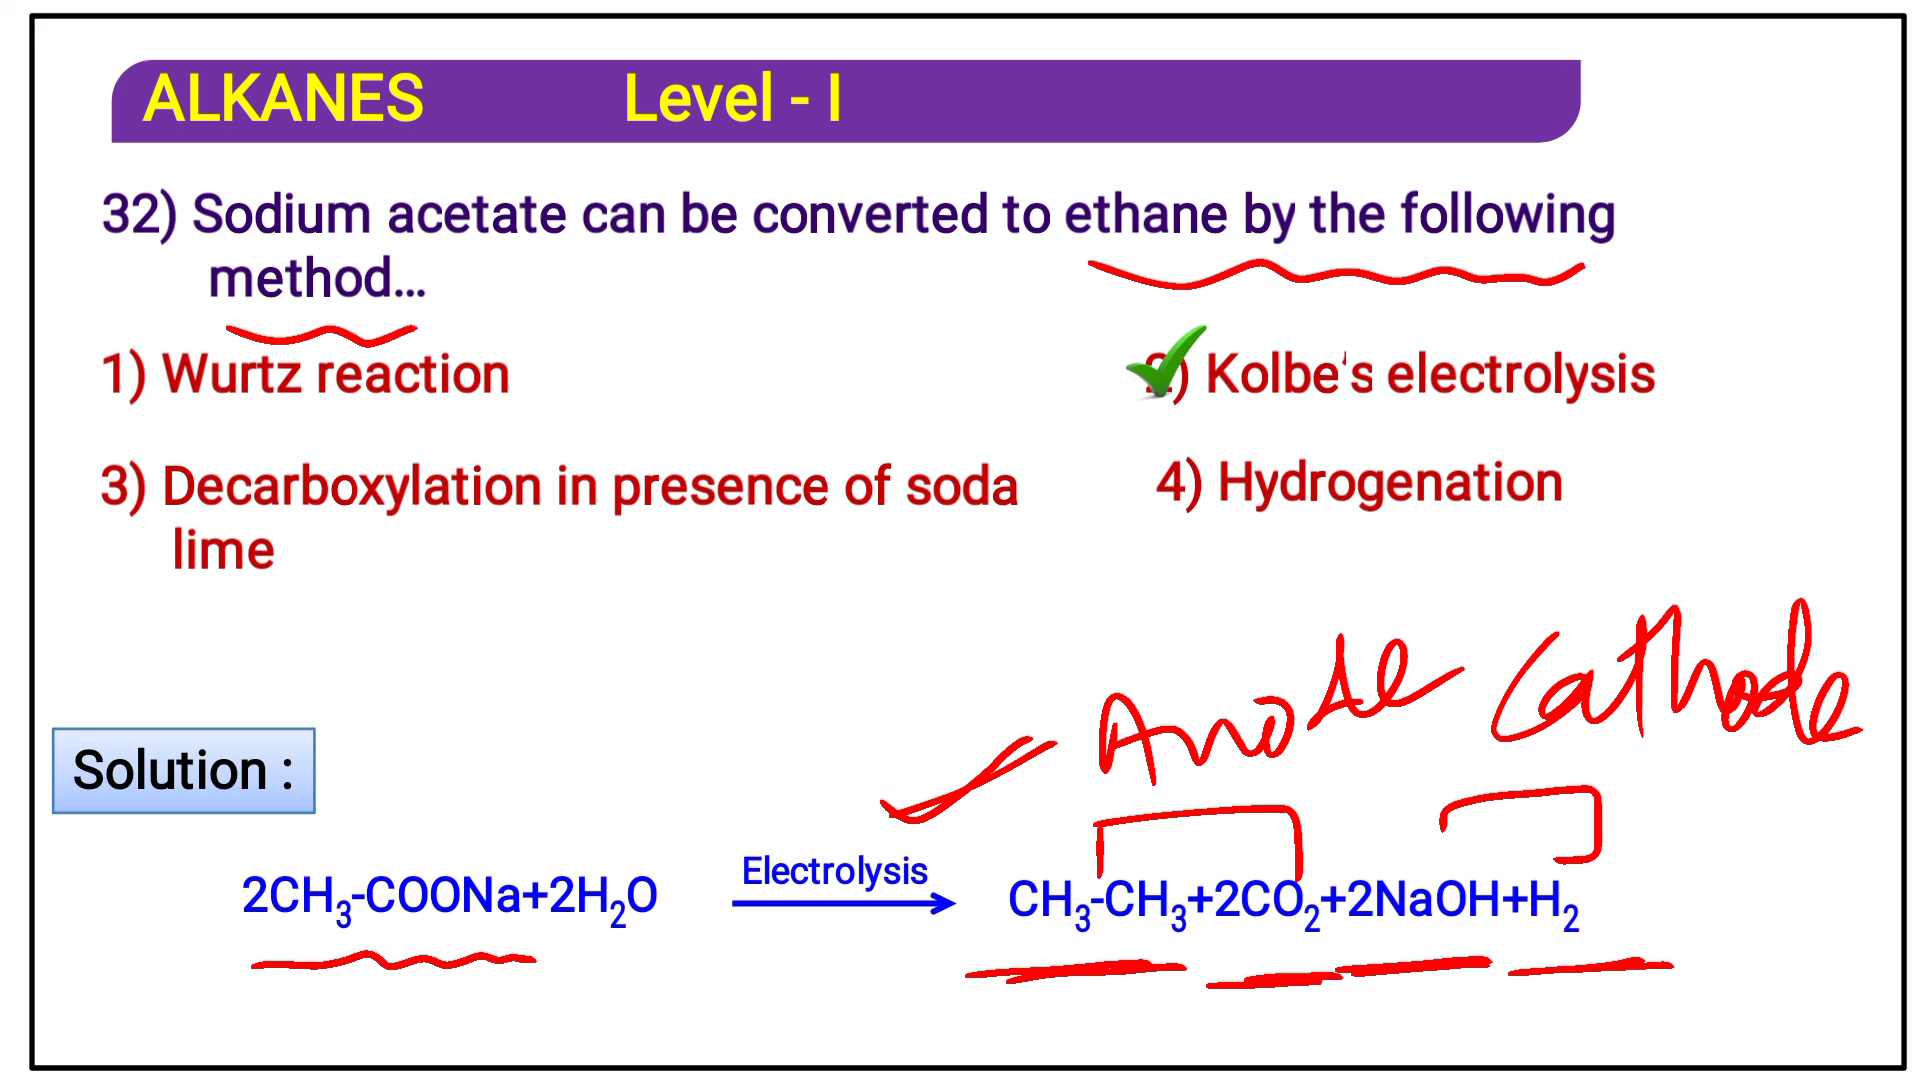 ALKANES Level - I
32) Sodium acetate can be converted to ethane by the following
method...
1) Wurtz reaction
2) Kolbe's electrolysis
3) Decarboxylation in presence of soda
lime
4) Hydrogenation
Anode Cathode
Solution :
2CH₃-COONa+2H₂O Electrolysis CH₃-CH₃+2CO₂+2NaOH+H₂